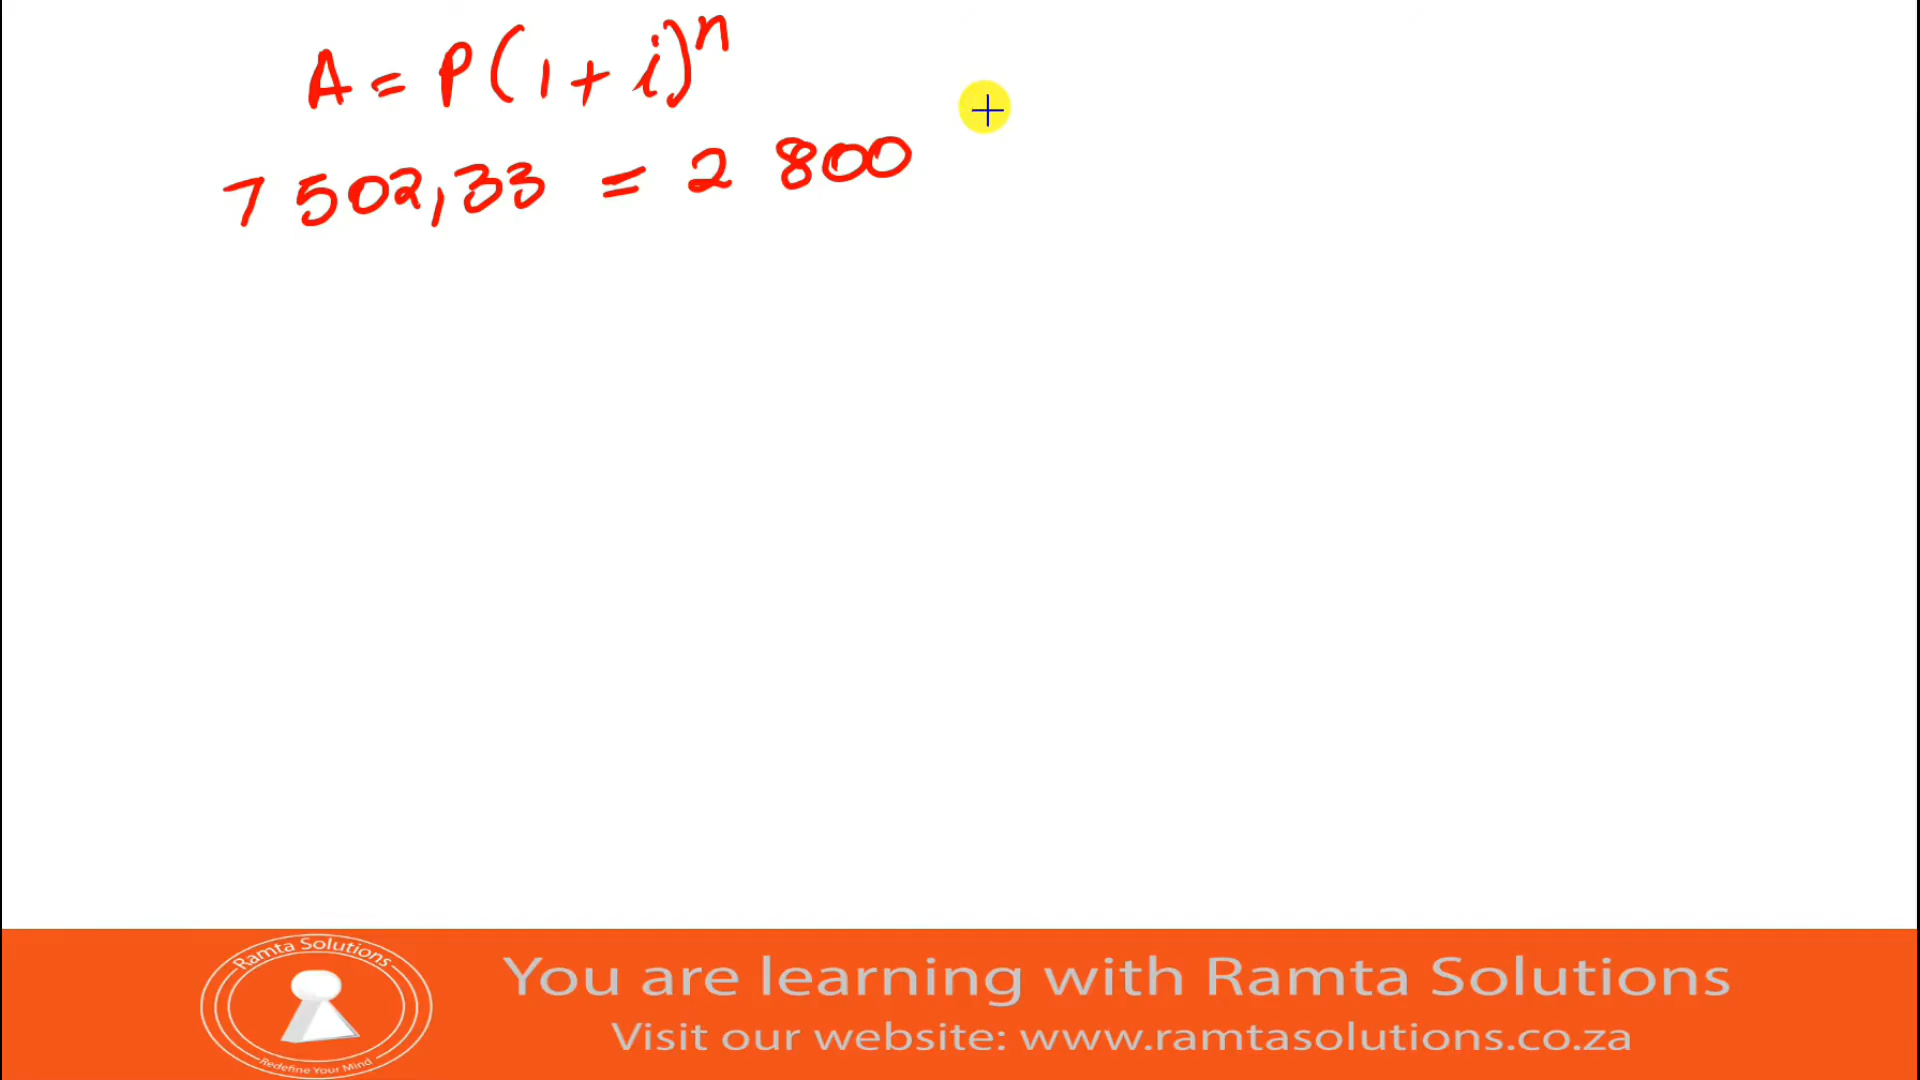 A = P(1 + i)^n
7 502,33 = 2 800
Ramta Solutions
Redefine Your Mind
You are learning with Ramta Solutions
Visit our website: www.ramtasolutions.co.za